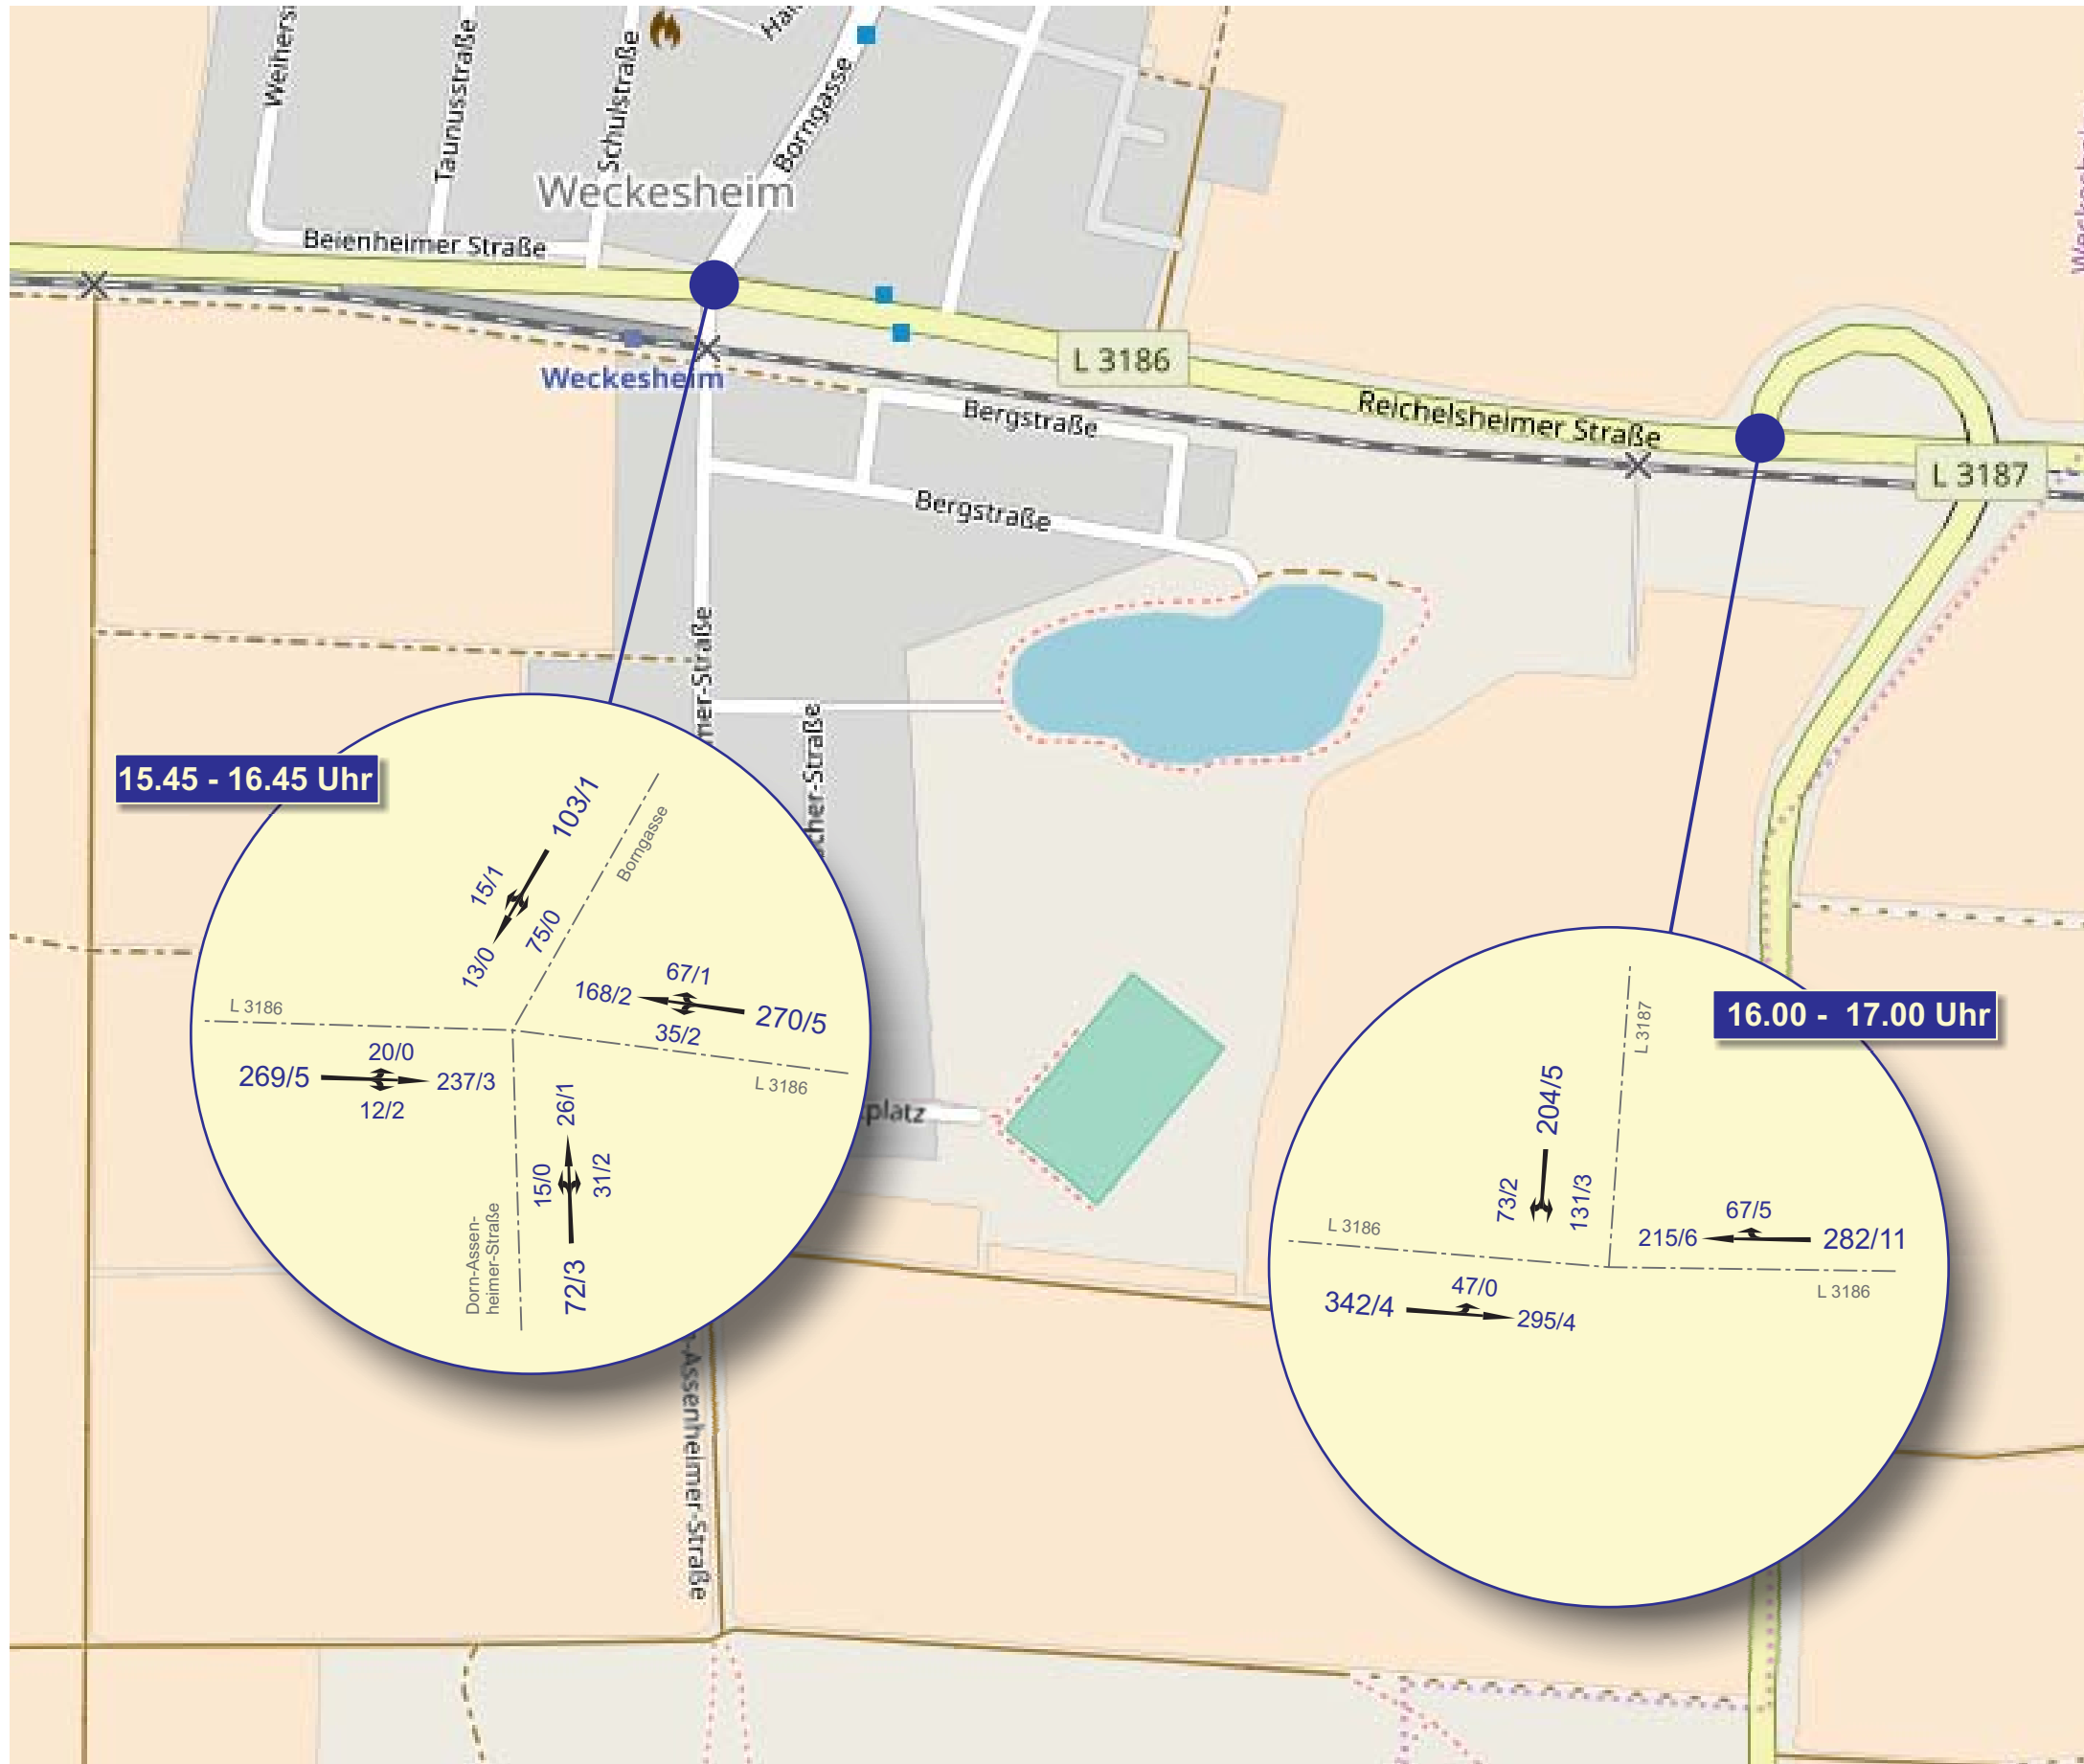 Taunusstraße
Schulstraße
Borngasse
Weckesheim
Beienheimer Straße
L 3186
Weckesheim
Bergstraße
Reichelsheimer Straße
L 3187
Bergstraße
mer-Straße
cher-Straße
15.45 - 16.45 Uhr
103/1
15/1
13/0
75/0
Borngasse
67/1
168/2
270/5
35/2
L 3186
L 3186
20/0
269/5
237/3
12/2
26/1
15/0
31/2
72/3
Dorn-Assen-
heimer-Straße
platz
16.00 - 17.00 Uhr
L 3187
204/5
73/2
131/3
67/5
215/6
282/11
L 3186
L 3186
47/0
342/4
295/4
-Assenheimer-Straße